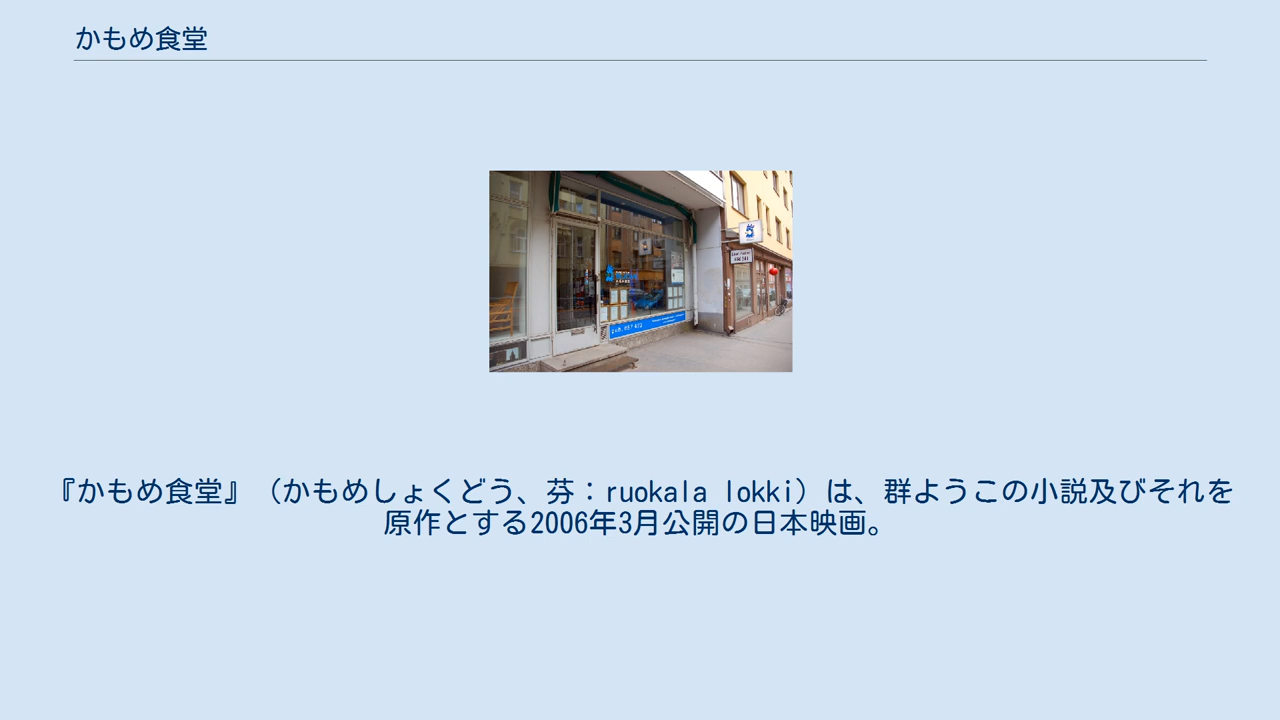 かもめ食堂
『かもめ食堂』（かもめしょくどう、芬：ruokala lokki）は、群ようこの小説及びそれを
原作とする2006年3月公開の日本映画。